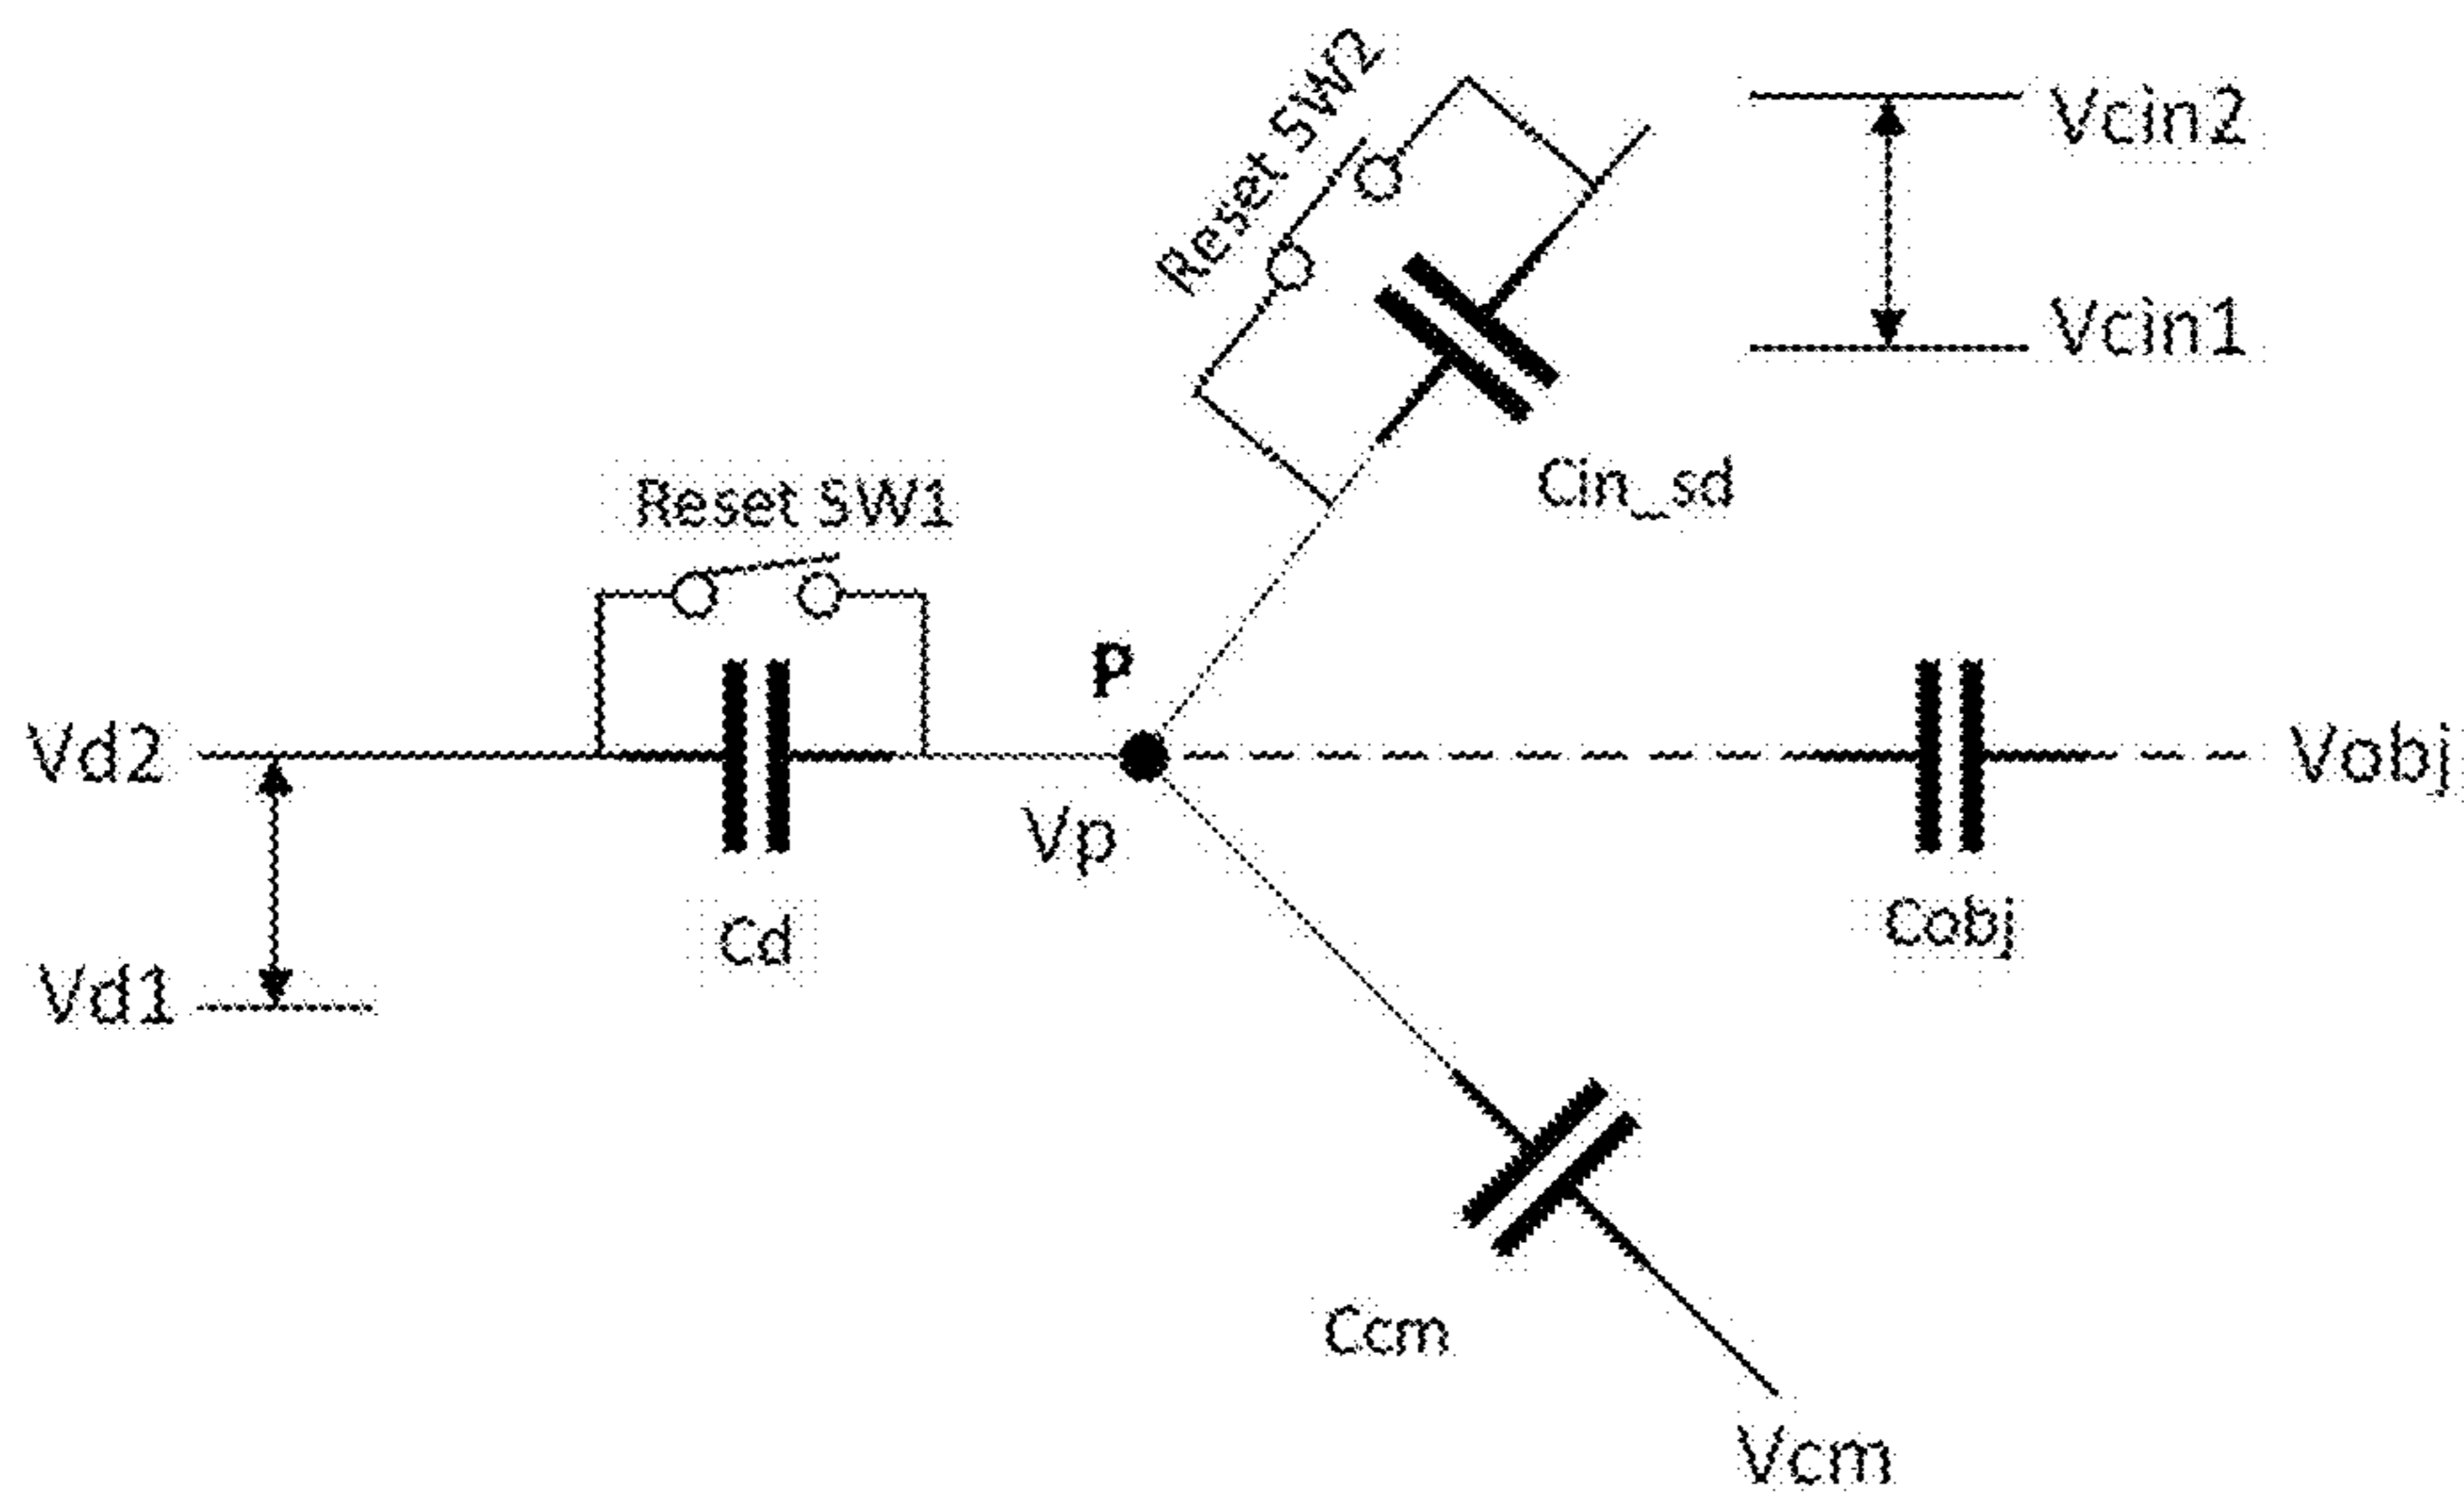 Reset SW2
Vcin2
Vcin1
Cin_sd
Reset SW1
P
Vd2
Vobj
Vp
Cd
Cobj
Vd1
Ccm
Vcm